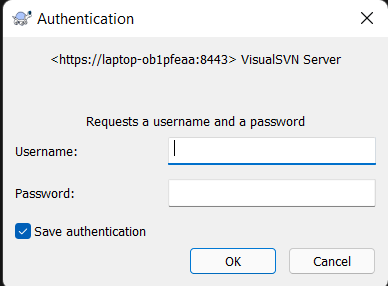 Authentication
<https://laptop-ob1pfeaa:8443> VisualSVN Server
Requests a username and a password
Username:
Password:
Save authentication
OK Cancel